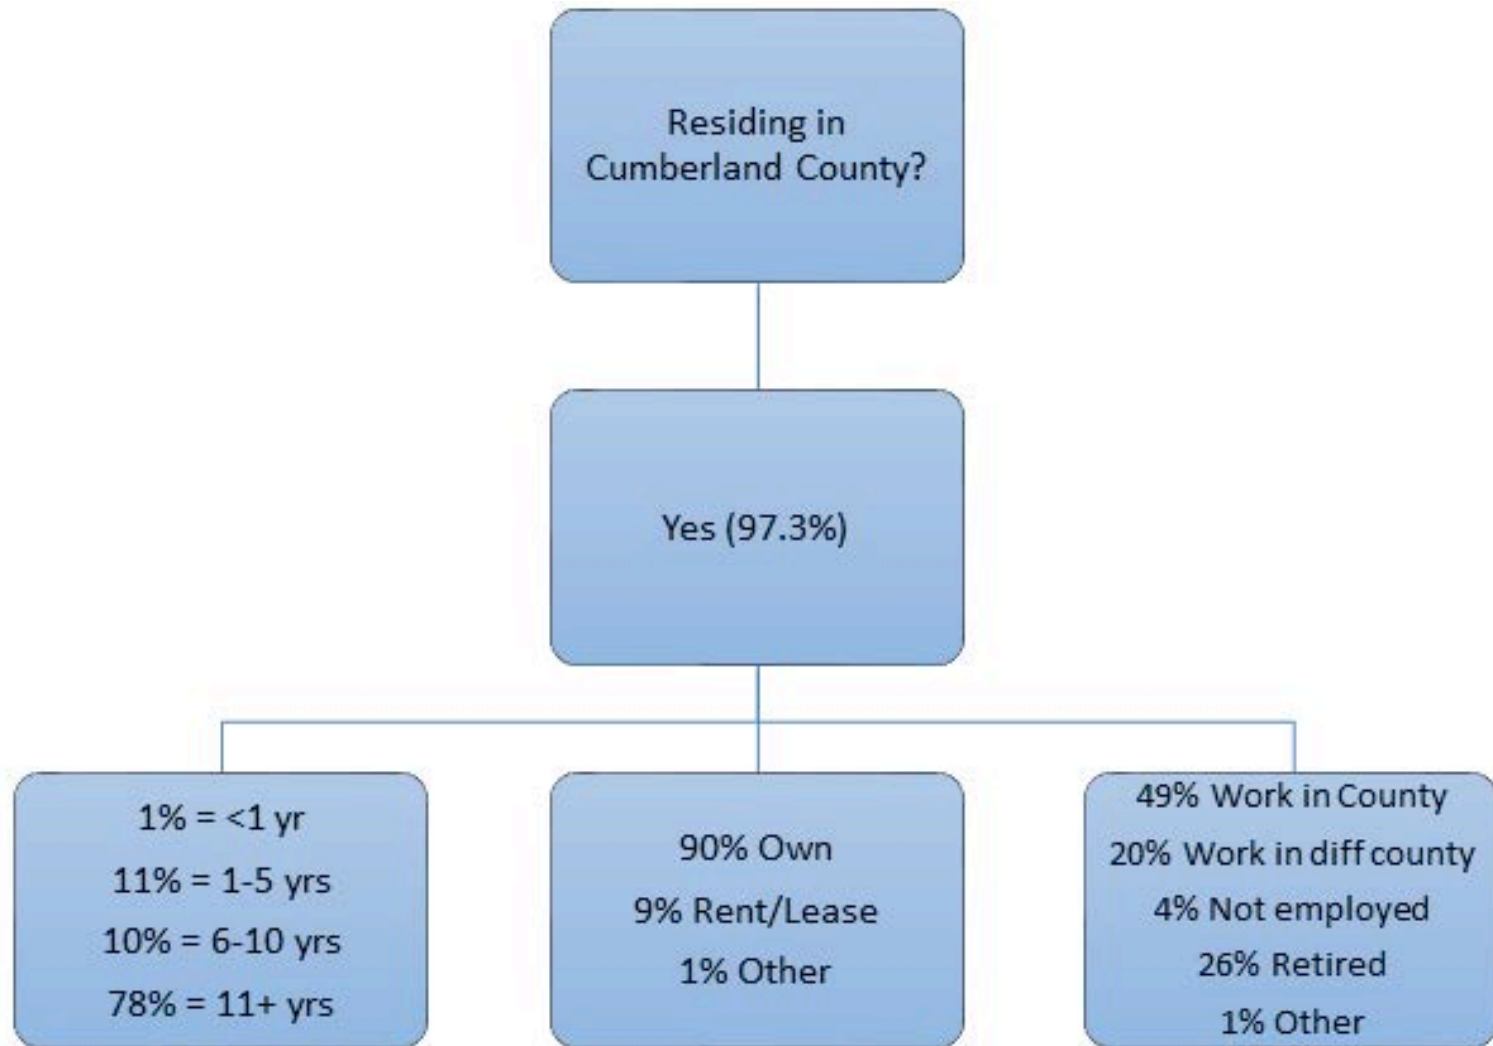 Residing in
Cumberland County?
Yes (97.3%)
1% = <1 yr
11% = 1-5 yrs
10% = 6-10 yrs
78% = 11+ yrs
90% Own
9% Rent/Lease
1% Other
49% Work in County
20% Work in diff county
4% Not employed
26% Retired
1% Other